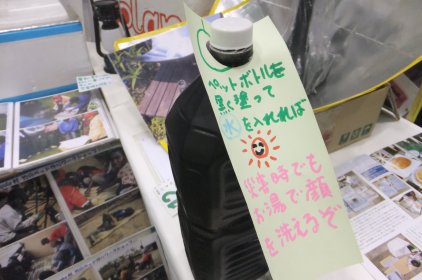 ペットボトルを
黒く塗って
水を入れれば
災害時でも
お湯で顔
を洗えるぞ